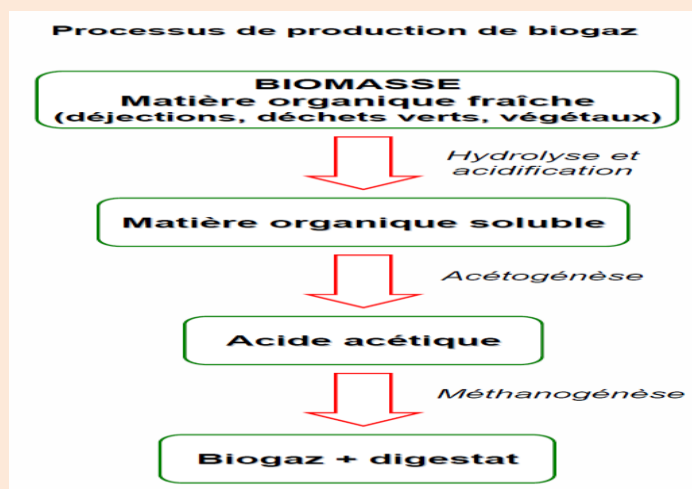 Processus de production de biogaz
BIOMASSE
Matière organique fraîche
(déjections, déchets verts, végétaux)
Hydrolyse et
acidification
Matière organique soluble
Acétogénèse
Acide acétique
Méthanogénèse
Biogaz + digestat